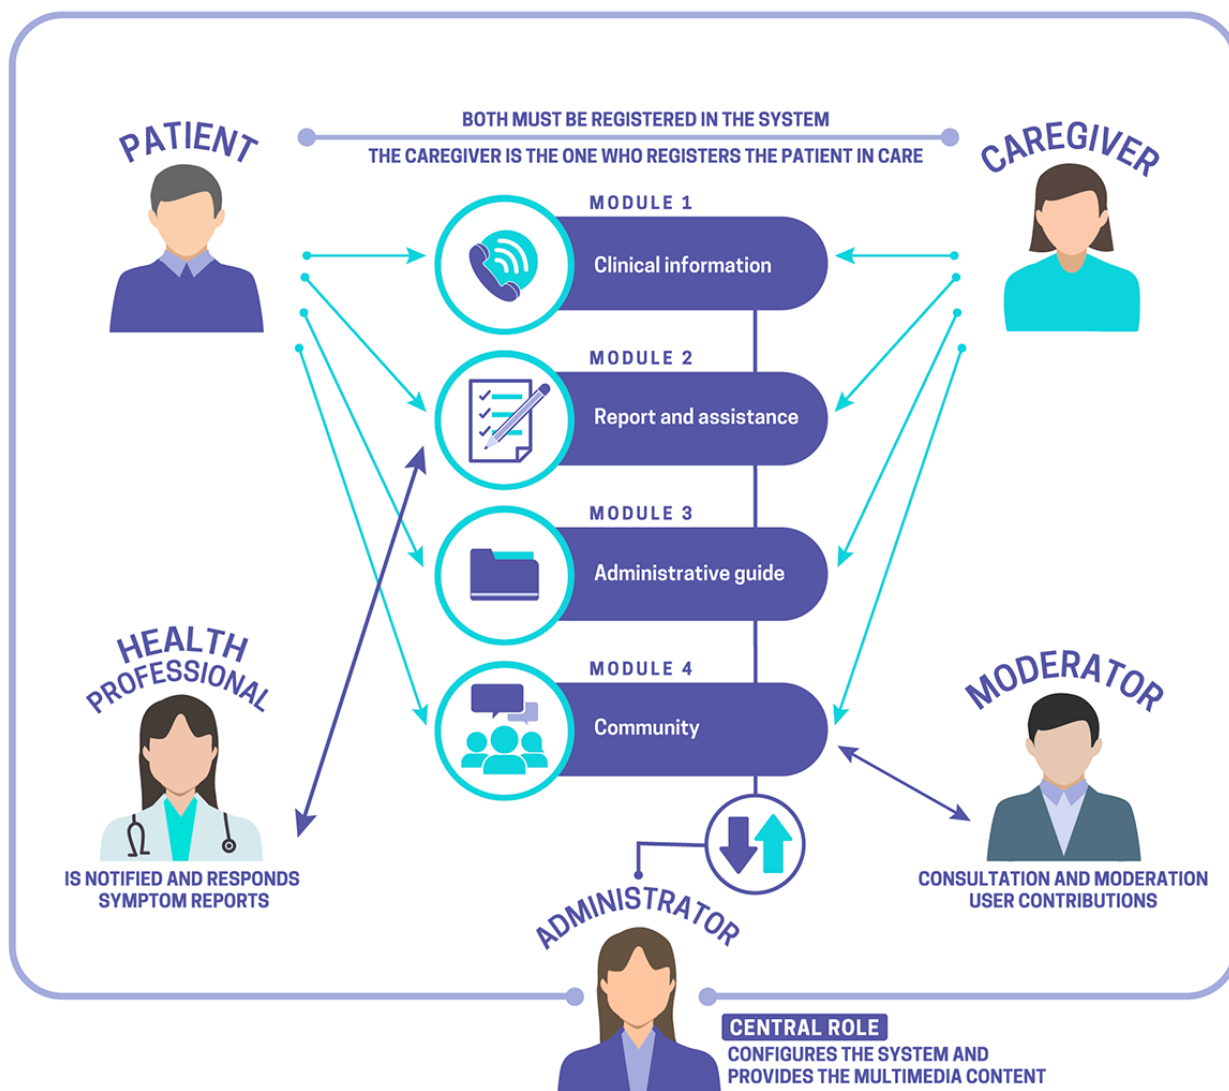 BOTH MUST BE REGISTERED IN THE SYSTEM
THE CAREGIVER IS THE ONE WHO REGISTERS THE PATIENT IN CARE
PATIENT
CAREGIVER
MODULE 1
Clinical information
MODULE 2
Report and assistance
MODULE 3
Administrative guide
MODULE 4
Community
HEALTH
PROFESSIONAL
IS NOTIFIED AND RESPONDS
SYMPTOM REPORTS
MODERATOR
CONSULTATION AND MODERATION
USER CONTRIBUTIONS
ADMINISTRATOR
CENTRAL ROLE
CONFIGURES THE SYSTEM AND
PROVIDES THE MULTIMEDIA CONTENT